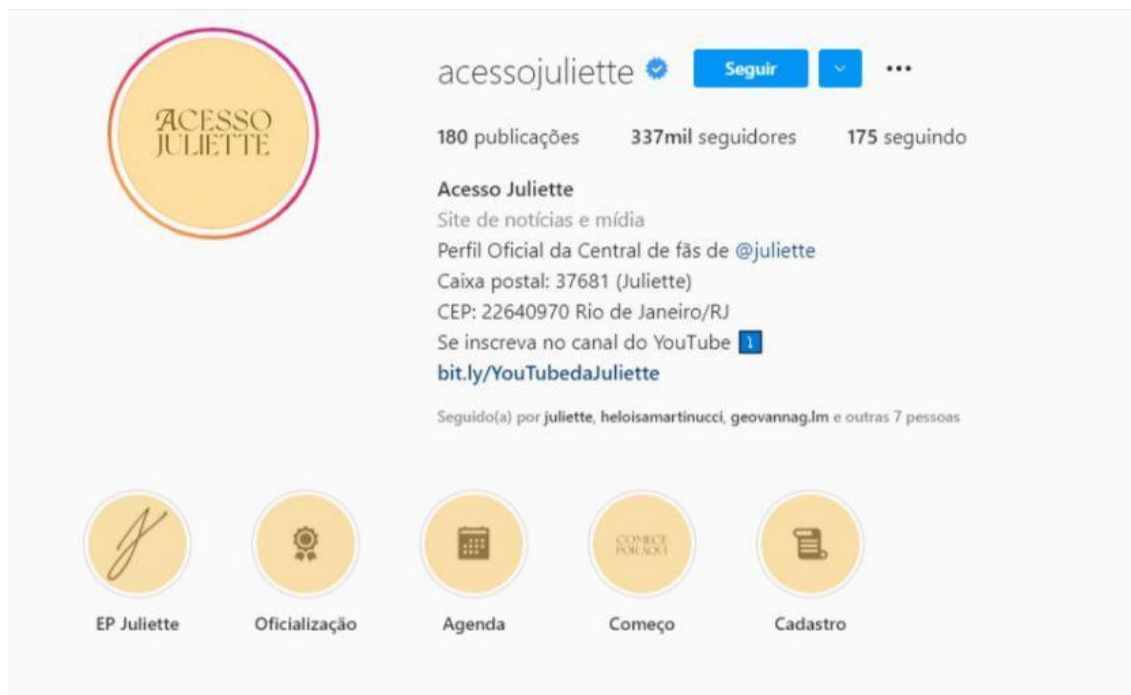 ACESSO
JULIETTE
acessojuliette
Seguir
180 publicações 337mil seguidores 175 seguindo
Acesso Juliette
Site de notícias e mídia
Perfil Oficial da Central de fãs de @juliette
Caixa postal: 37681 (Juliette)
CEP: 22640970 Rio de Janeiro/RJ
Se inscreva no canal do YouTube
bit.ly/YouTubedaJuliette
Seguido(a) por juliette, heloisamartinucci, geovannag.lm e outras 7 pessoas
COMECE
POR AQUI
EP Juliette Oficialização Agenda Começo Cadastro